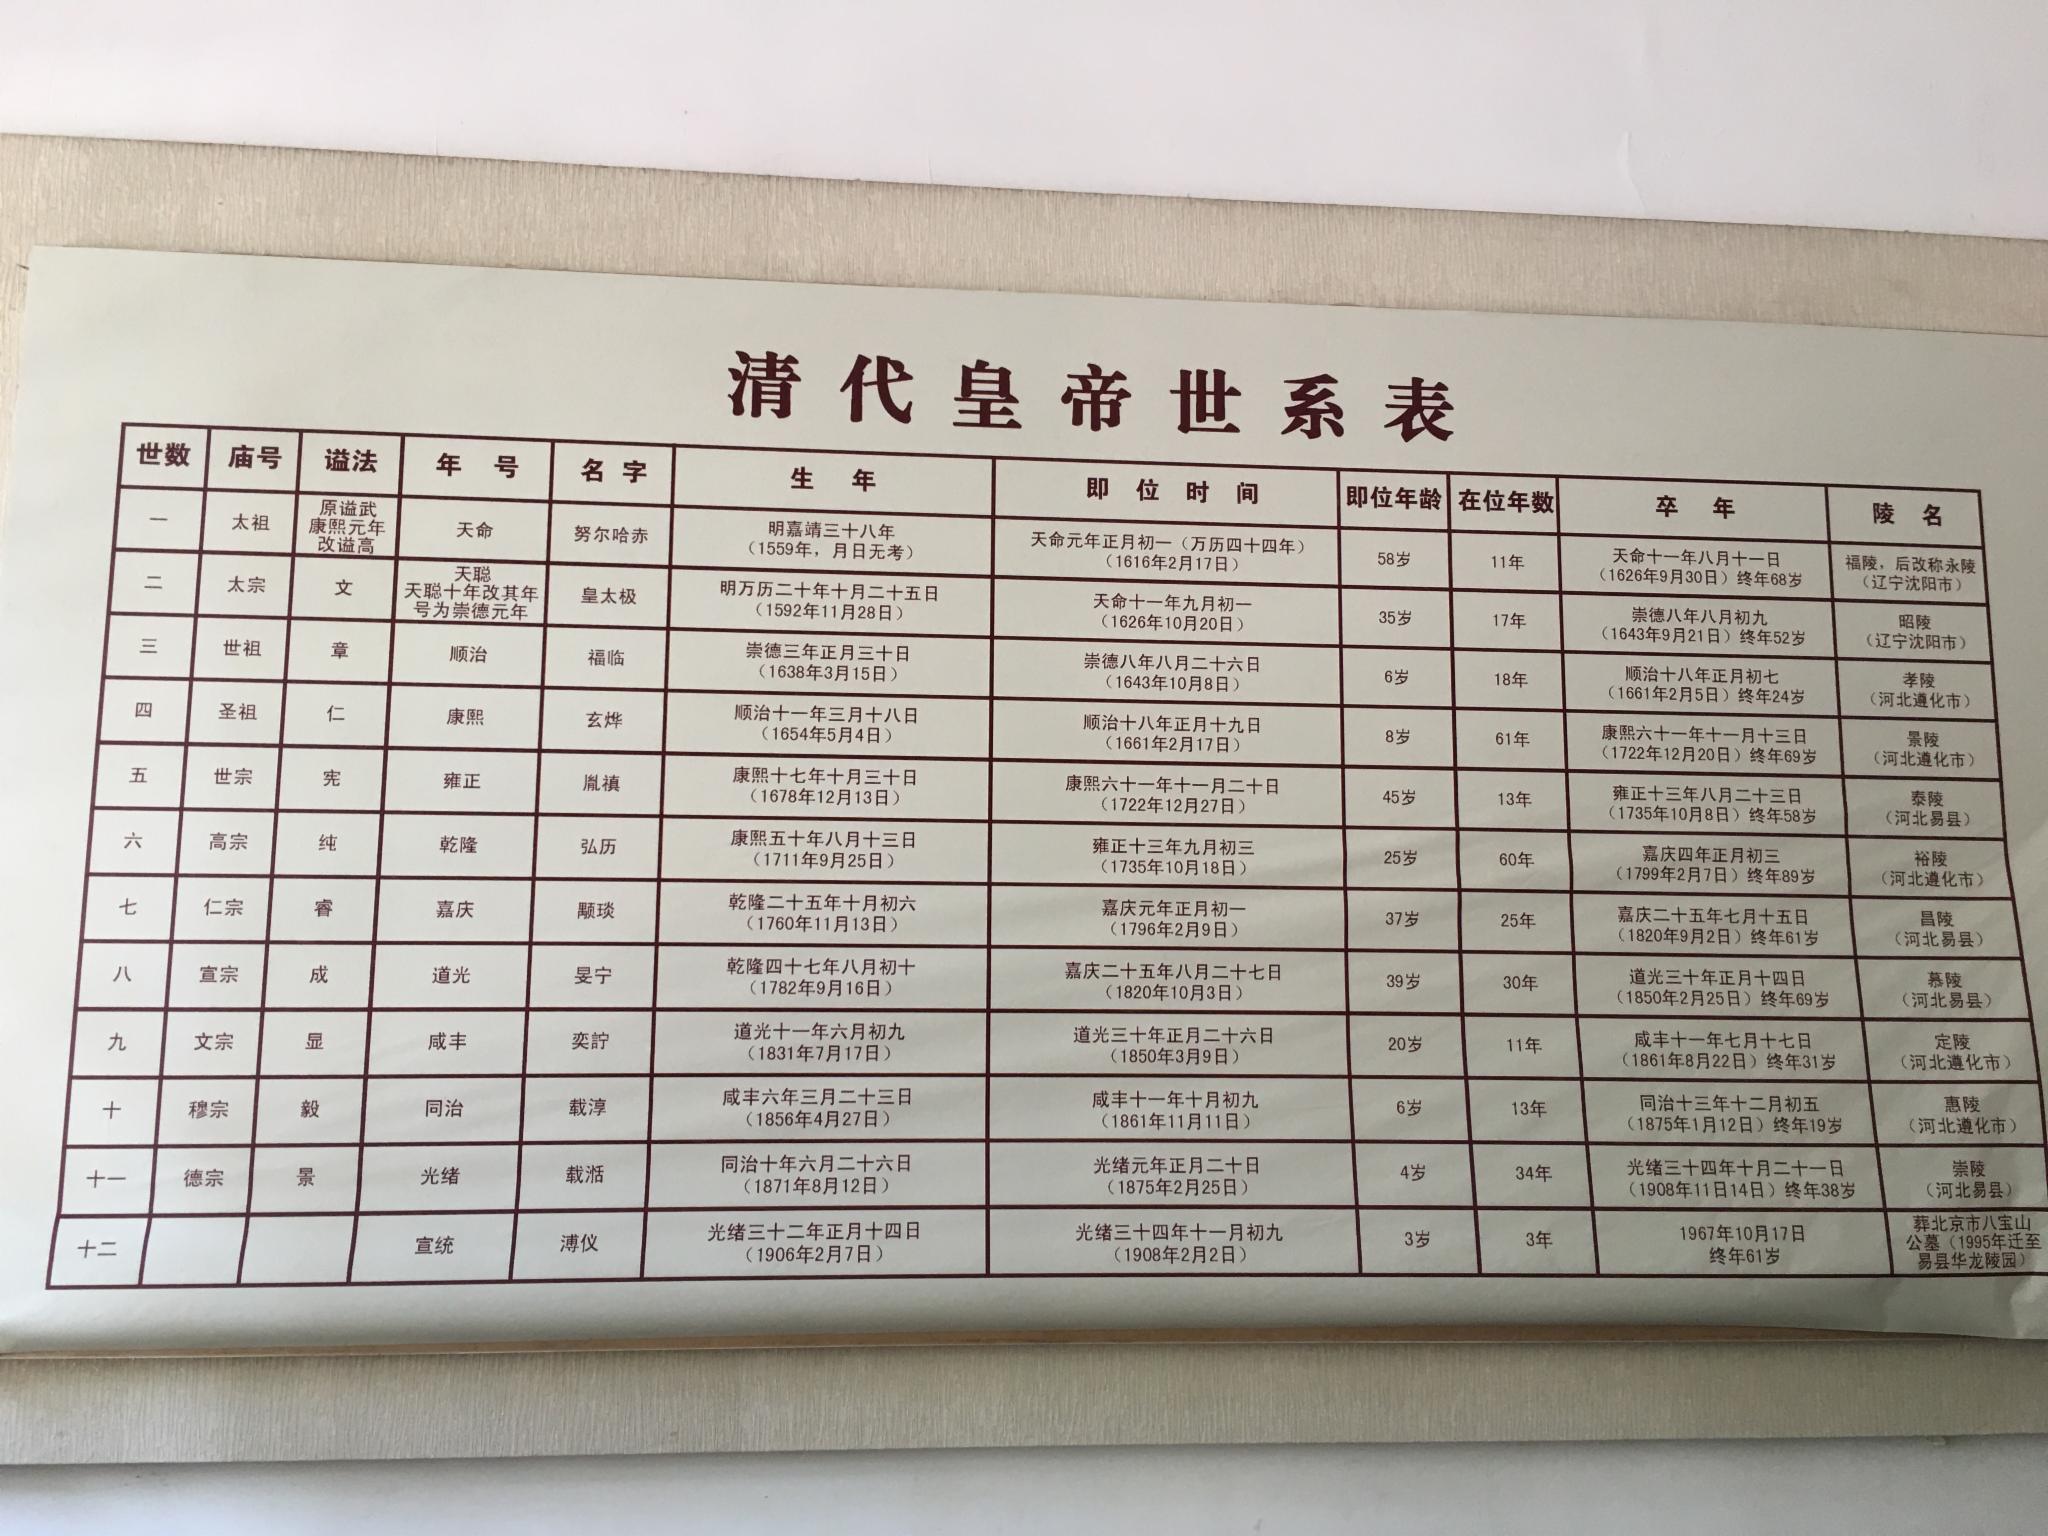 清代皇帝世系表
世数 庙号 谥法 年号 名字 生年 即位时间 即位年龄 在位年数 卒年 陵名
一 太祖 原谥武
康熙元年
改谥高 天命 努尔哈赤 明嘉靖三十八年
（1559年，月日无考） 天命元年正月初一（万历四十四年）
（1616年2月17日） 58岁 11年 天命十一年八月十一日
（1626年9月30日）终年68岁 福陵，后改称永陵
（辽宁沈阳市）
二 太宗 文 天聪
天聪十年改其年
号为崇德元年 皇太极 明万历二十年十月二十五日
（1592年11月28日） 天命十一年九月初一
（1626年10月20日） 35岁 17年 崇德八年八月初九
（1643年9月21日）终年52岁 昭陵
（辽宁沈阳市）
三 世祖 章 顺治 福临 崇德三年正月三十日
（1638年3月15日） 崇德八年八月二十六日
（1643年10月8日） 6岁 18年 顺治十八年正月初七
（1661年2月5日）终年24岁 孝陵
（河北遵化市）
四 圣祖 仁 康熙 玄烨 顺治十一年三月十八日
（1654年5月4日） 顺治十八年正月十九日
（1661年2月17日） 8岁 61年 康熙六十一年十一月十三日
（1722年12月20日）终年69岁 景陵
（河北遵化市）
五 世宗 宪 雍正 胤禛 康熙十七年十月三十日
（1678年12月13日） 康熙六十一年十一月二十日
（1722年12月27日） 45岁 13年 雍正十三年八月二十三日
（1735年10月8日）终年58岁 泰陵
（河北易县）
六 高宗 纯 乾隆 弘历 康熙五十年八月十三日
（1711年9月25日） 雍正十三年九月初三
（1735年10月18日） 25岁 60年 嘉庆四年正月初三
（1799年2月7日）终年89岁 裕陵
（河北遵化市）
七 仁宗 睿 嘉庆 颙琰 乾隆二十五年十月初六
（1760年11月13日） 嘉庆元年正月初一
（1796年2月9日） 37岁 25年 嘉庆二十五年七月十五日
（1820年9月2日）终年61岁 昌陵
（河北易县）
八 宣宗 成 道光 旻宁 乾隆四十七年八月初十
（1782年9月16日） 嘉庆二十五年八月二十七日
（1820年10月3日） 39岁 30年 道光三十年正月十四日
（1850年2月25日）终年69岁 慕陵
（河北易县）
九 文宗 显 咸丰 奕詝 道光十一年六月初九
（1831年7月17日） 道光三十年正月二十六日
（1850年3月9日） 20岁 11年 咸丰十一年七月十七日
（1861年8月22日）终年31岁 定陵
（河北遵化市）
十 穆宗 毅 同治 载淳 咸丰六年三月二十三日
（1856年4月27日） 咸丰十一年十月初九
（1861年11月11日） 6岁 13年 同治十三年十二月初五
（1875年1月12日）终年19岁 惠陵
（河北遵化市）
十一 德宗 景 光绪 载湉 同治十年六月二十六日
（1871年8月12日） 光绪元年正月二十日
（1875年2月25日） 4岁 34年 光绪三十四年十月二十一日
（1908年11日14日）终年38岁 崇陵
（河北易县）
十二 宣统 溥仪 光绪三十二年正月十四日
（1906年2月7日） 光绪三十四年十一月初九
（1908年2月2日） 3岁 3年 1967年10月17日
终年61岁 葬北京市八宝山
公墓（1995年迁至
易县华龙陵园）